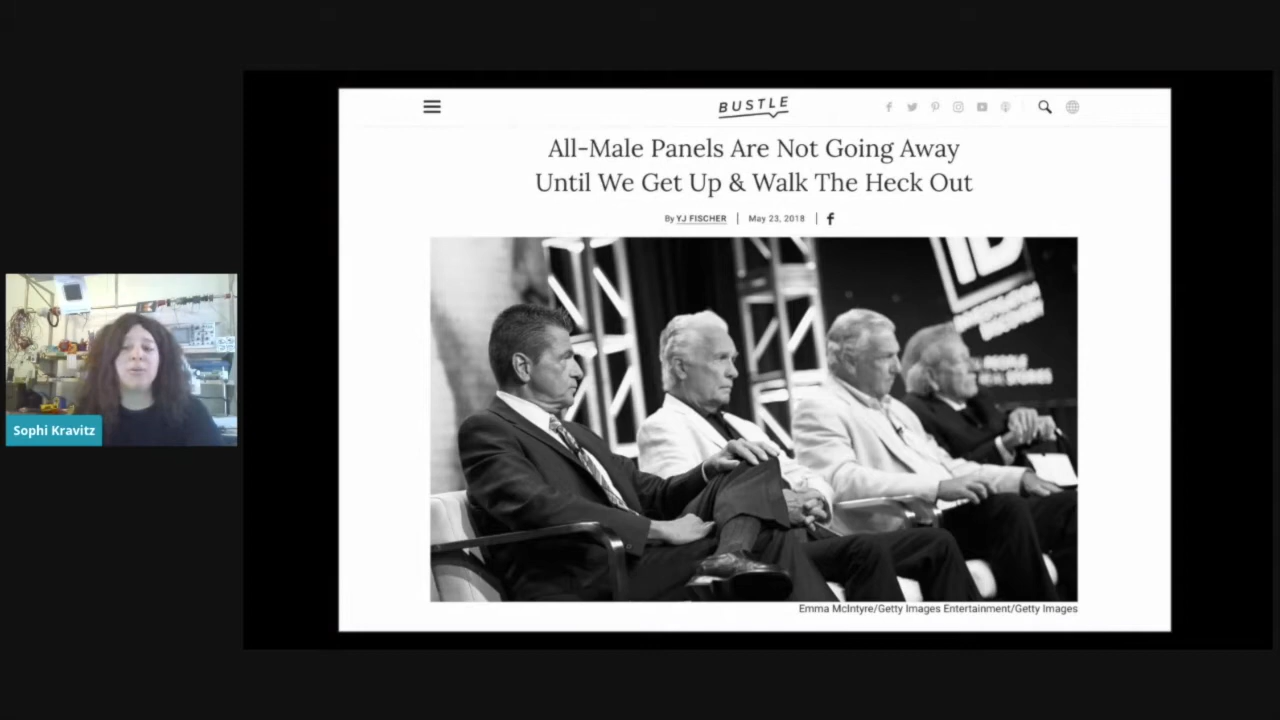 BUSTLE
All-Male Panels Are Not Going Away
Until We Get Up & Walk The Heck Out
By YJ FISCHER | May 23, 2018 |
ID
Emma McIntyre/Getty Images Entertainment/Getty Images
Sophi Kravitz